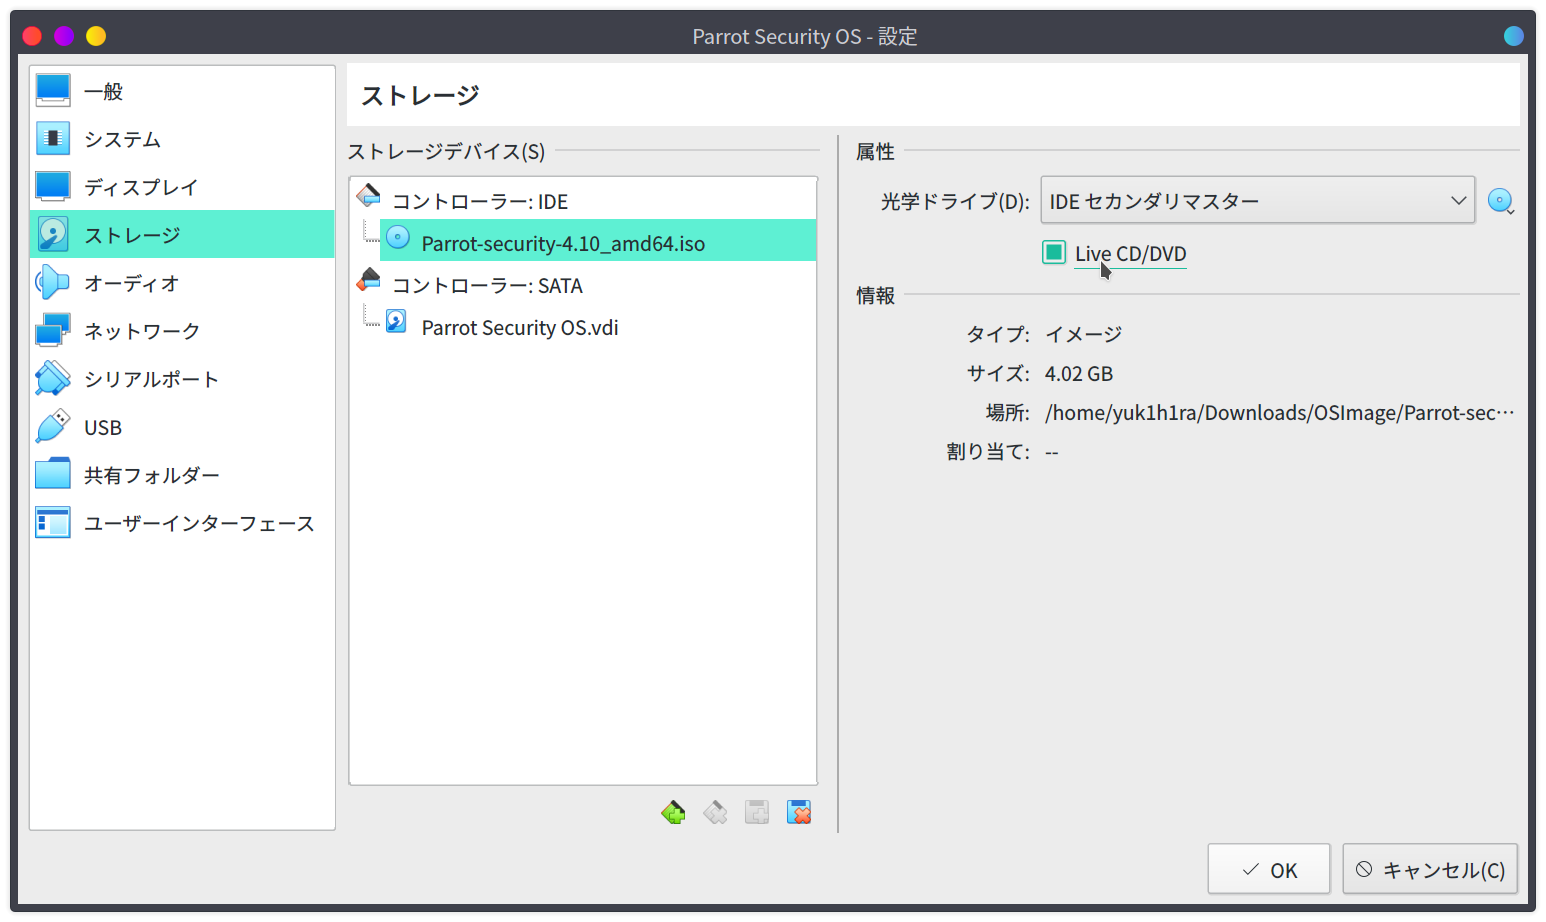 Parrot Security OS - 設定
一般
システム
ディスプレイ
ストレージ
オーディオ
ネットワーク
シリアルポート
USB
共有フォルダー
ユーザーインターフェース
ストレージ
ストレージデバイス(S)
コントローラー: IDE
Parrot-security-4.10_amd64.iso
コントローラー: SATA
Parrot Security OS.vdi
属性
光学ドライブ(D): IDE セカンダリマスター
Live CD/DVD
情報
タイプ: イメージ
サイズ: 4.02 GB
場所: /home/yuk1h1ra/Downloads/OSImage/Parrot-sec…
割り当て: --
OK
キャンセル(C)